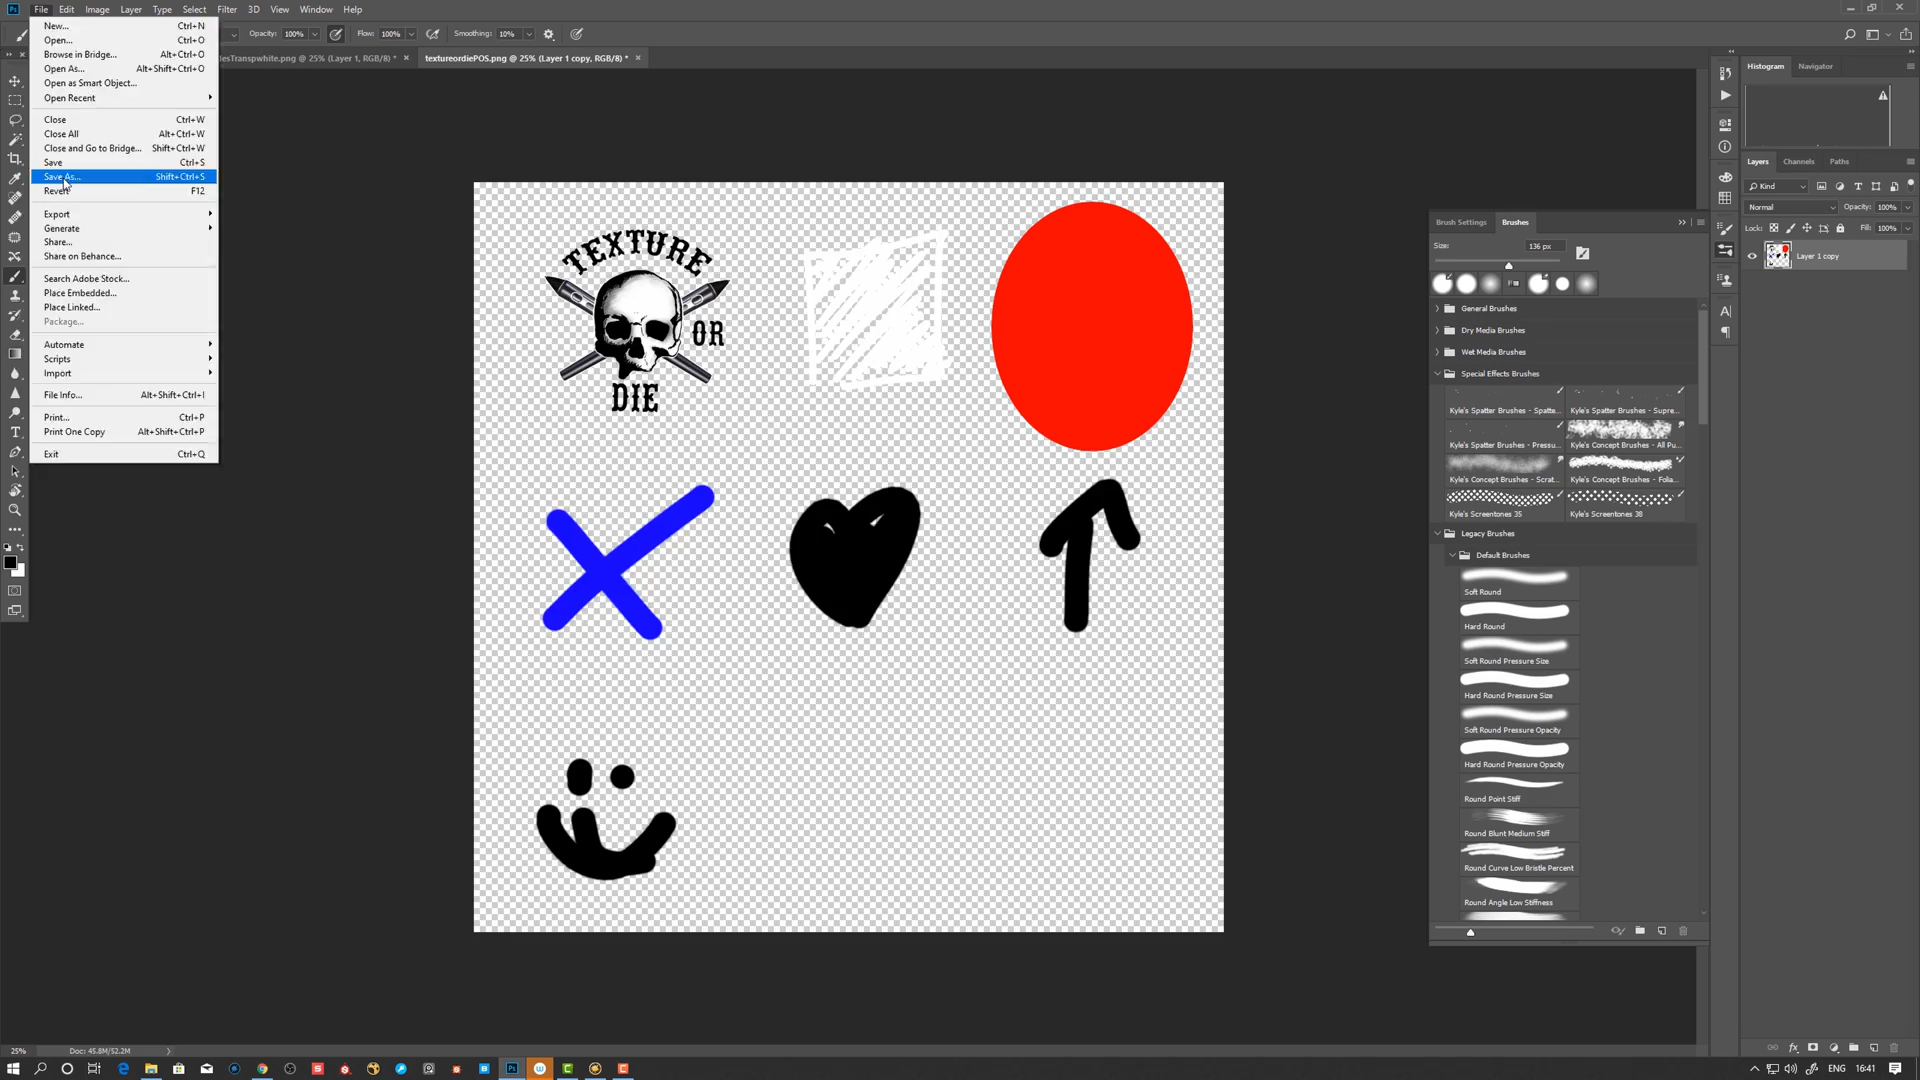 File Edit Image Layer Type Select Filter 3D View Window Help
New... Ctrl+N
Open... Ctrl+O
Browse in Bridge... Alt+Ctrl+O
Open As... Alt+Shift+Ctrl+O
Open as Smart Object...
Open Recent
Close Ctrl+W
Close All Alt+Ctrl+W
Close and Go to Bridge... Shift+Ctrl+W
Save Ctrl+S
Save As... Shift+Ctrl+S
Revert F12
Export
Generate
Share...
Share on Behance...
Search Adobe Stock...
Place Embedded...
Place Linked...
Package...
Automate
Scripts
Import
File Info... Alt+Shift+Ctrl+I
Print... Ctrl+P
Print One Copy Alt+Shift+Ctrl+P
Exit Ctrl+Q
Opacity: 100% Flow: 100% Smoothing: 10%
lesTranspwhite.png @ 25% (Layer 1, RGB/8) * textureordiePOS.png @ 25% (Layer 1 copy, RGB/8) *
TEXTURE
OR
DIE
Brush Settings Brushes
Size: 136 px
General Brushes
Dry Media Brushes
Wet Media Brushes
Special Effects Brushes
Kyle's Spatter Brushes - Spatte... Kyle's Spatter Brushes - Supre...
Kyle's Spatter Brushes - Pressu... Kyle's Concept Brushes - All Pu...
Kyle's Concept Brushes - Scrat... Kyle's Concept Brushes - Folia...
Kyle's Screentones 35 Kyle's Screentones 38
Legacy Brushes
Default Brushes
Soft Round
Hard Round
Soft Round Pressure Size
Hard Round Pressure Size
Soft Round Pressure Opacity
Hard Round Pressure Opacity
Round Point Stiff
Round Blunt Medium Stiff
Round Curve Low Bristle Percent
Round Angle Low Stiffness
Histogram Navigator
Layers Channels Paths
Kind
Normal Opacity: 100%
Lock: Fill: 100%
Layer 1 copy
25% Doc: 45.8M/52.2M
ENG 16:41